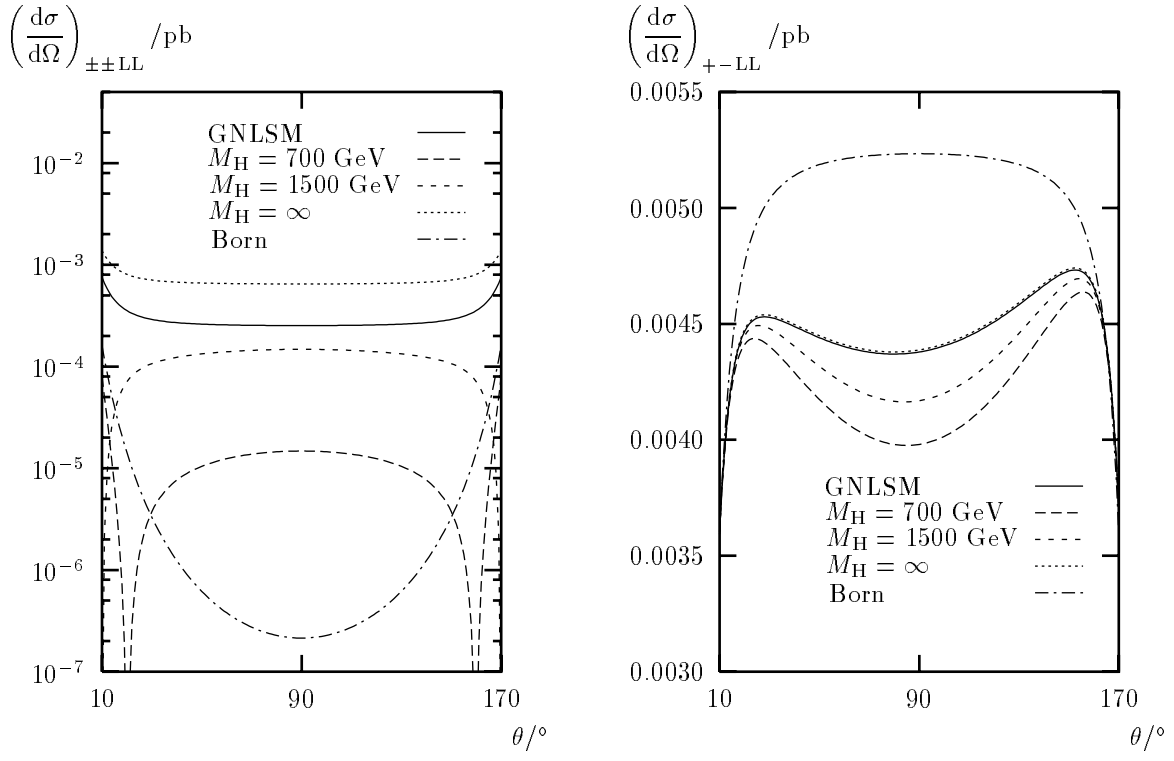 (dσ/dΩ)±±LL /pb
GNLSM
M_H = 700 GeV
M_H = 1500 GeV
M_H = ∞
Born
10⁻²
10⁻³
10⁻⁴
10⁻⁵
10⁻⁶
10⁻⁷
10 90 170
θ/°
(dσ/dΩ)+−LL /pb
0.0055
0.0050
0.0045
0.0040
0.0035
0.0030
GNLSM
M_H = 700 GeV
M_H = 1500 GeV
M_H = ∞
Born
10 90 170
θ/°